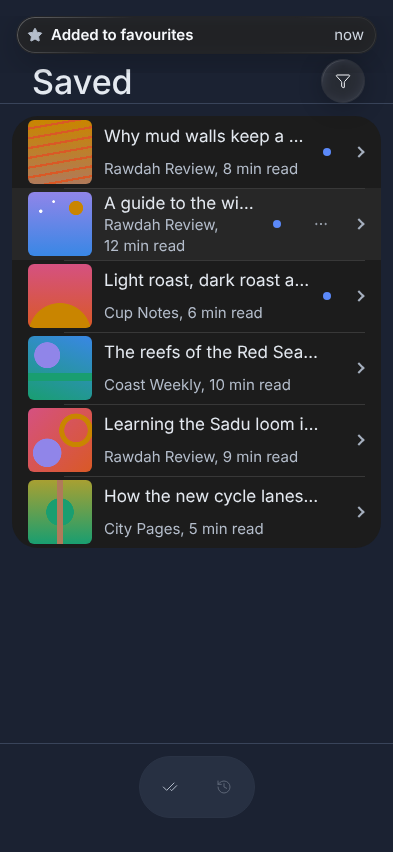 Added to favourites now
Saved
Why mud walls keep a ...
Rawdah Review, 8 min read
A guide to the wi...
Rawdah Review,
12 min read
Light roast, dark roast a...
Cup Notes, 6 min read
The reefs of the Red Sea...
Coast Weekly, 10 min read
Learning the Sadu loom i...
Rawdah Review, 9 min read
How the new cycle lanes...
City Pages, 5 min read